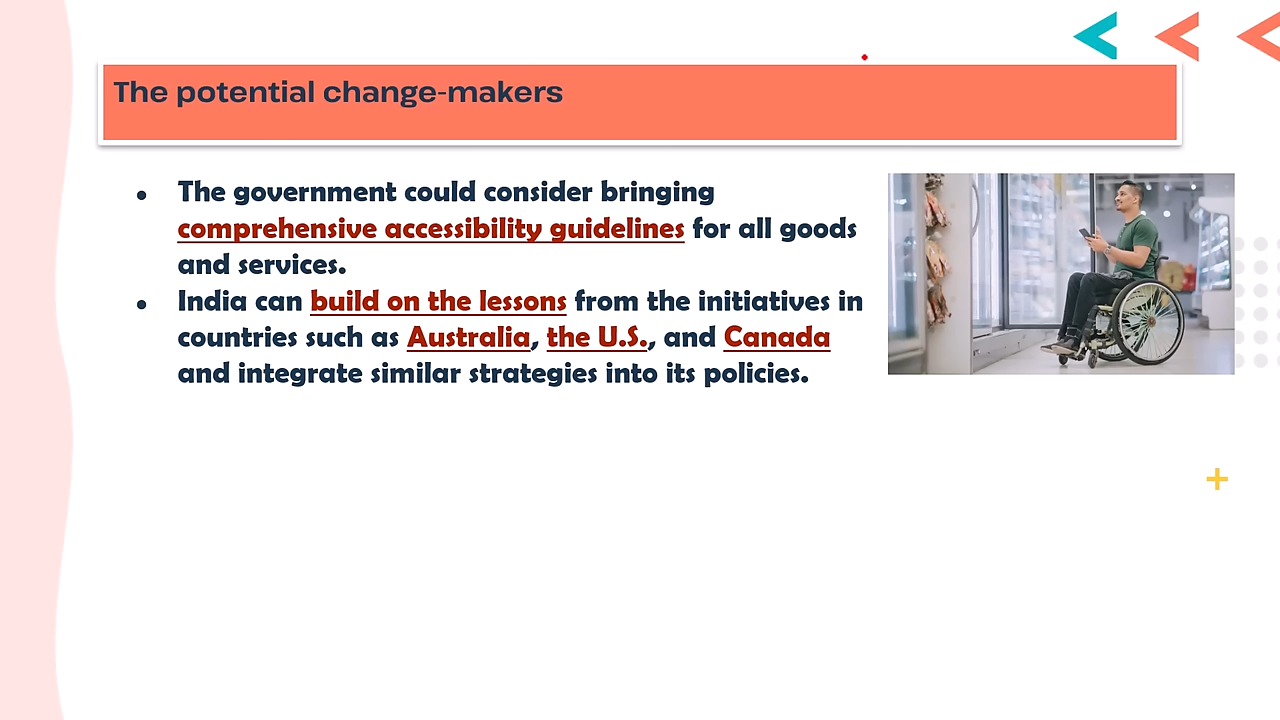 The potential change-makers
The government could consider bringing
comprehensive accessibility guidelines for all goods
and services.
India can build on the lessons from the initiatives in
countries such as Australia, the U.S., and Canada
and integrate similar strategies into its policies.